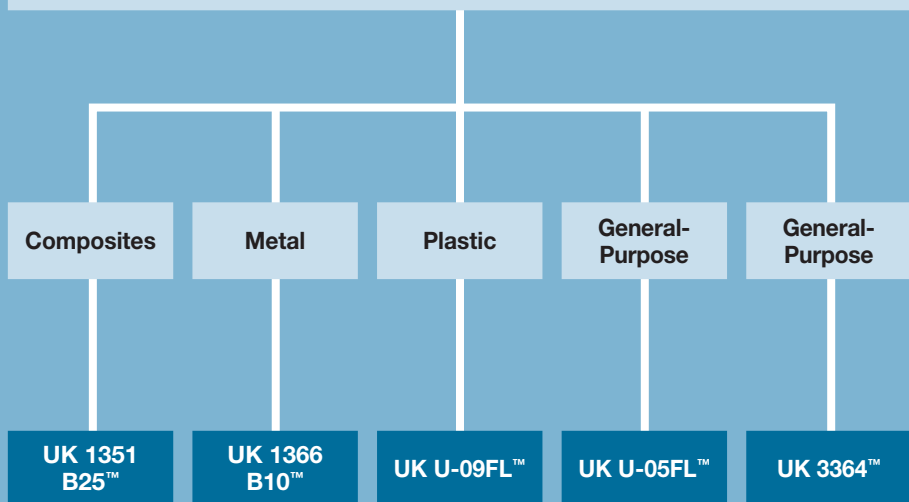 Composites
Metal
Plastic
General-
Purpose
General-
Purpose
UK 1351
B25™
UK 1366
B10™
UK U-09FL™
UK U-05FL™
UK 3364™